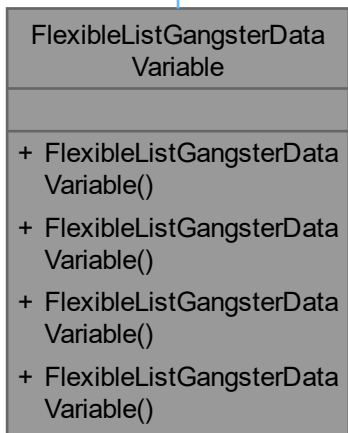 FlexibleListGangsterData
Variable
+ FlexibleListGangsterData
Variable()
+ FlexibleListGangsterData
Variable()
+ FlexibleListGangsterData
Variable()
+ FlexibleListGangsterData
Variable()